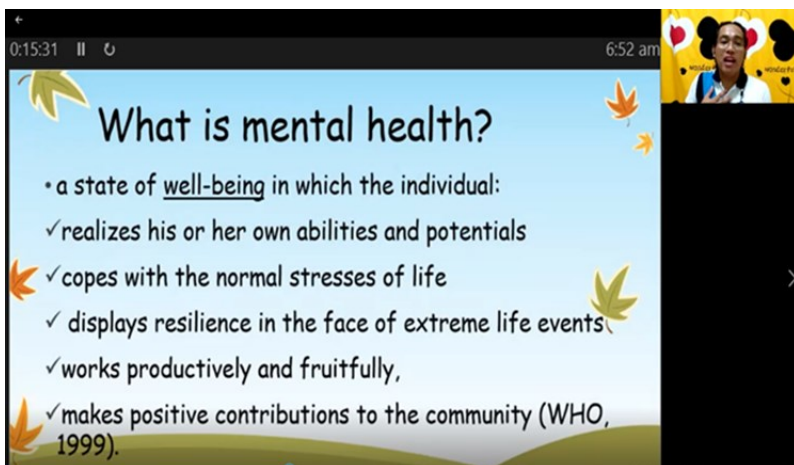 0:15:31
6:52 am
What is mental health?
• a state of well-being in which the individual:
✓realizes his or her own abilities and potentials
✓copes with the normal stresses of life
✓ displays resilience in the face of extreme life events
✓works productively and fruitfully,
✓makes positive contributions to the community (WHO,
1999).